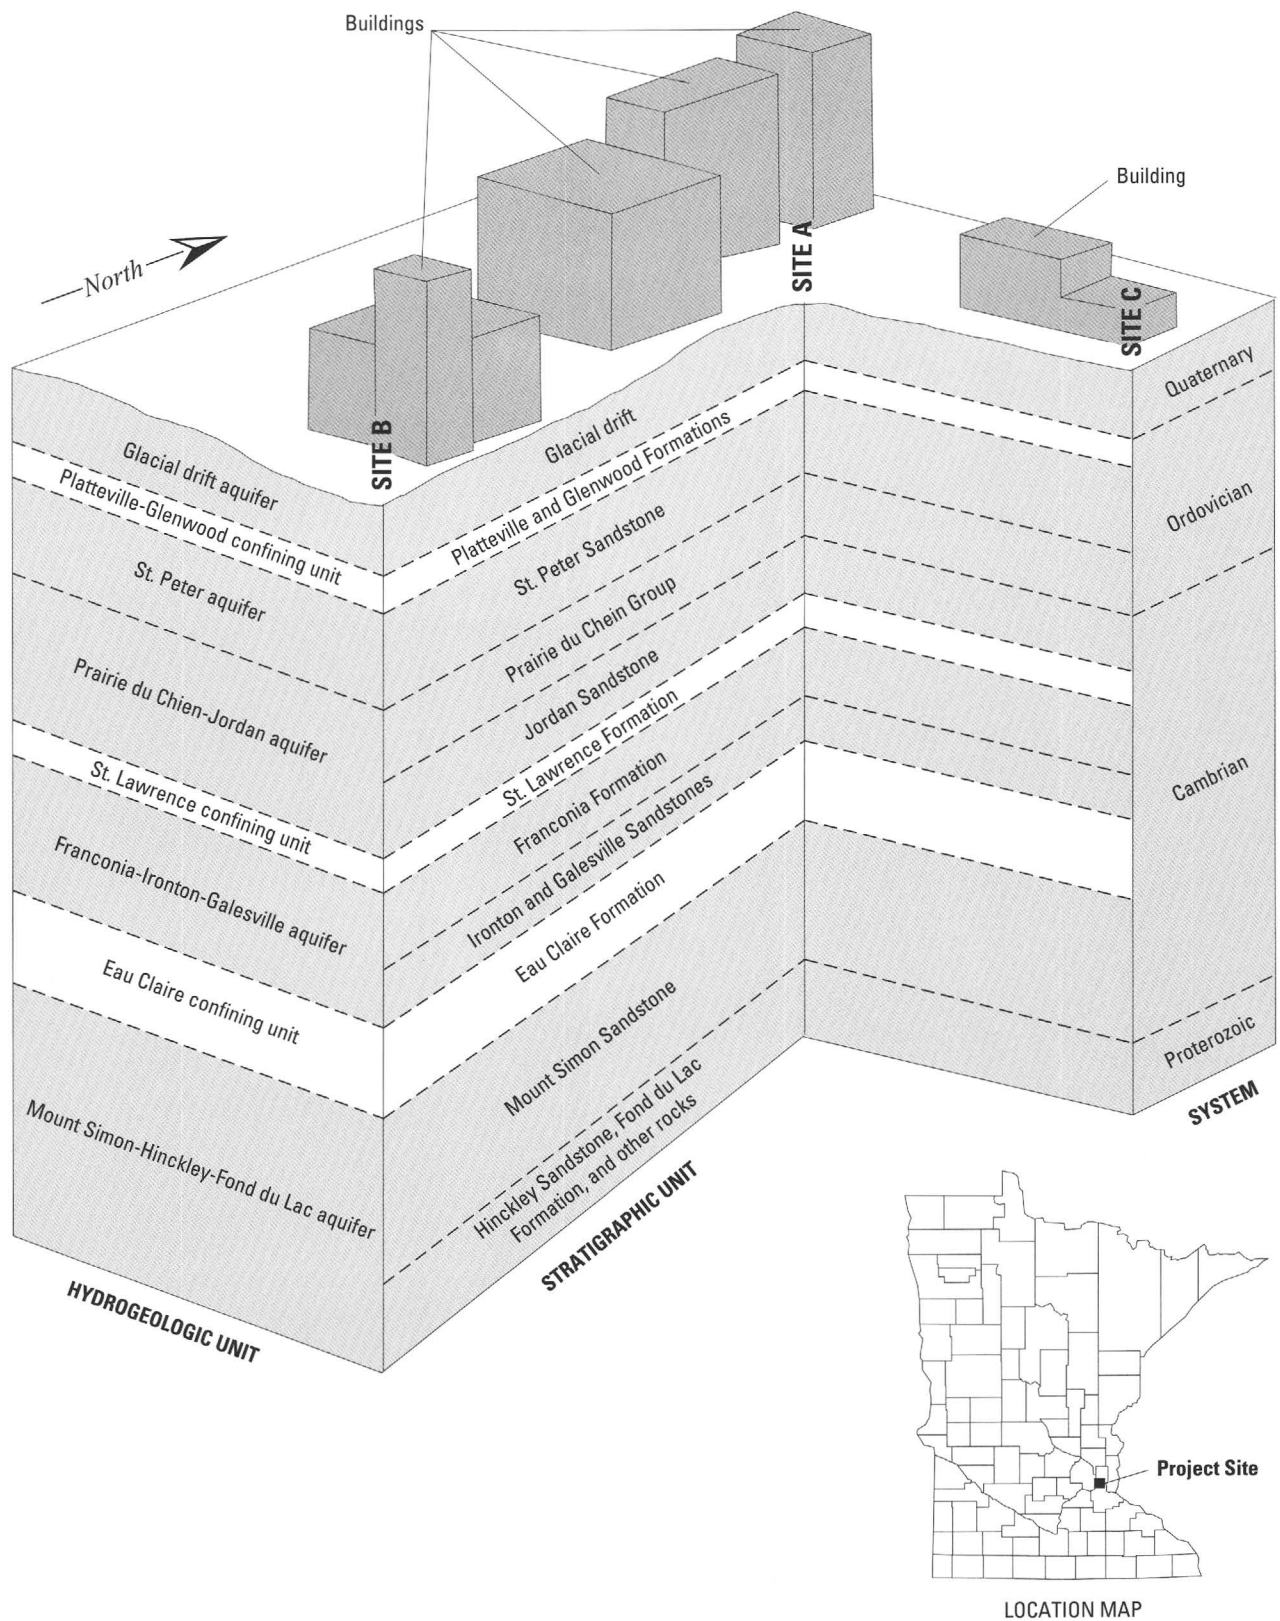 Buildings
Building
North
SITE A
SITE B
SITE C
Glacial drift aquifer
Platteville-Glenwood confining unit
St. Peter aquifer
Prairie du Chien-Jordan aquifer
St. Lawrence confining unit
Franconia-Ironton-Galesville aquifer
Eau Claire confining unit
Mount Simon-Hinckley-Fond du Lac aquifer
HYDROGEOLOGIC UNIT
Glacial drift
Platteville and Glenwood Formations
St. Peter Sandstone
Prairie du Chein Group
Jordan Sandstone
St. Lawrence Formation
Franconia Formation
Ironton and Galesville Sandstones
Eau Claire Formation
Mount Simon Sandstone
Hinckley Sandstone, Fond du Lac
Formation, and other rocks
STRATIGRAPHIC UNIT
Quaternary
Ordovician
Cambrian
Proterozoic
SYSTEM
Project Site
LOCATION MAP